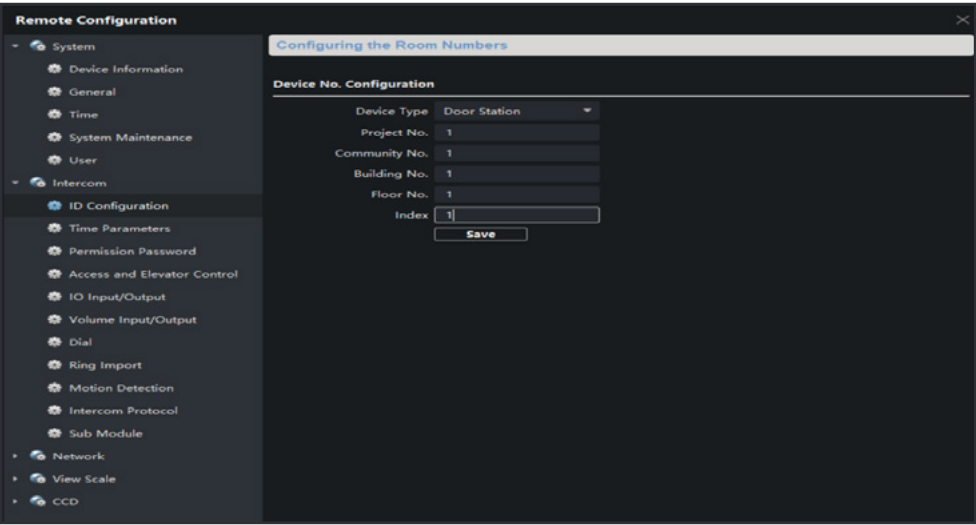 Remote Configuration
System
Device Information
General
Time
System Maintenance
User
Intercom
ID Configuration
Time Parameters
Permission Password
Access and Elevator Control
IO Input/Output
Volume Input/Output
Dial
Ring Import
Motion Detection
Intercom Protocol
Sub Module
Network
View Scale
CCD
Configuring the Room Numbers
Device No. Configuration
Device Type Door Station
Project No. 1
Community No. 1
Building No. 1
Floor No. 1
Index 1
Save